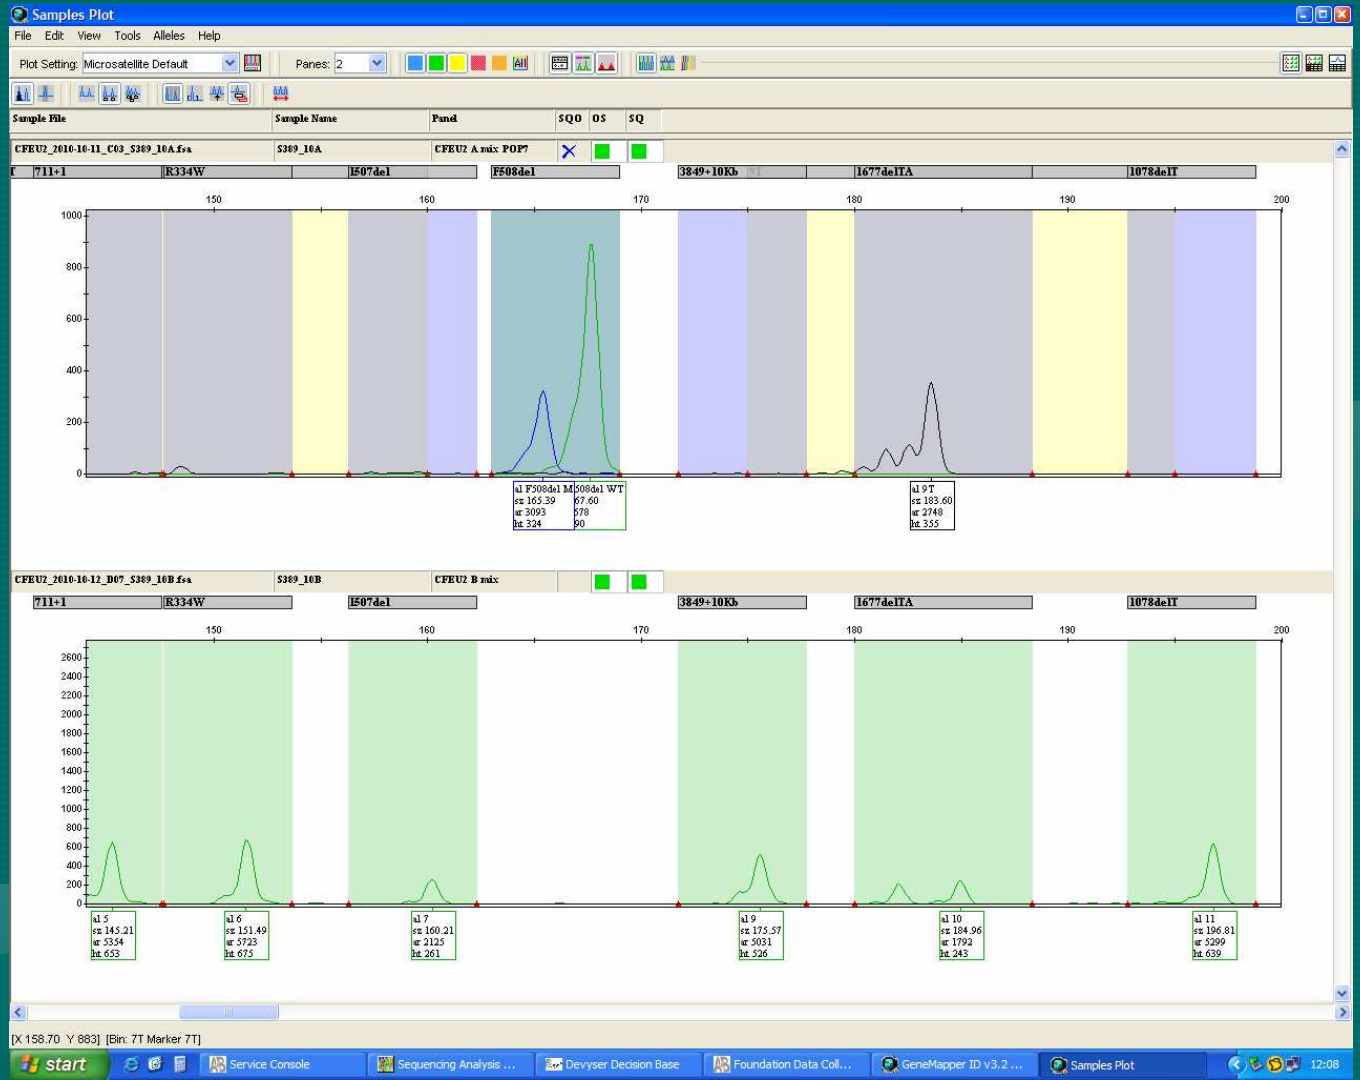 Samples Plot
File Edit View Tools Alleles Help
Plot Setting: Microsatellite Default Panes: 2 All
Sample File Sample Name Panel SQO OS SQ
CFEU2_2010-10-11_C03_S389_10A.fsa S389_10A CFEU2 A mix POP7
711+1 R334W I507del F508del 3849+10Kb 9T 1677delTA 1078delT
150 160 170 180 190 200
1000
800
600
400
200
0
al F508del M 508del WT al 9T
sz 165.39 67.60 sz 183.60
ar 3093 578 ar 2748
ht 324 90 ht 355
CFEU2_2010-10-12_D07_S389_10B.fsa S389_10B CFEU2 B mix
711+1 R334W I507del 3849+10Kb 1677delTA 1078delT
150 160 170 180 190 200
2600
2400
2200
2000
1800
1600
1400
1200
1000
800
600
400
200
0
al 5 al 6 al 7 al 9 al 10 al 11
sz 145.21 sz 151.49 sz 160.21 sz 175.57 sz 184.96 sz 196.81
ar 5354 ar 5723 ar 2125 ar 5031 ar 1792 ar 5299
ht 653 ht 675 ht 261 ht 526 ht 243 ht 639
[X 158.70 Y 883] [Bin: 7T Marker 7T]
start Service Console Sequencing Analysis ... Devyser Decision Base Foundation Data Coll... GeneMapper ID v3.2 ... Samples Plot 12:08